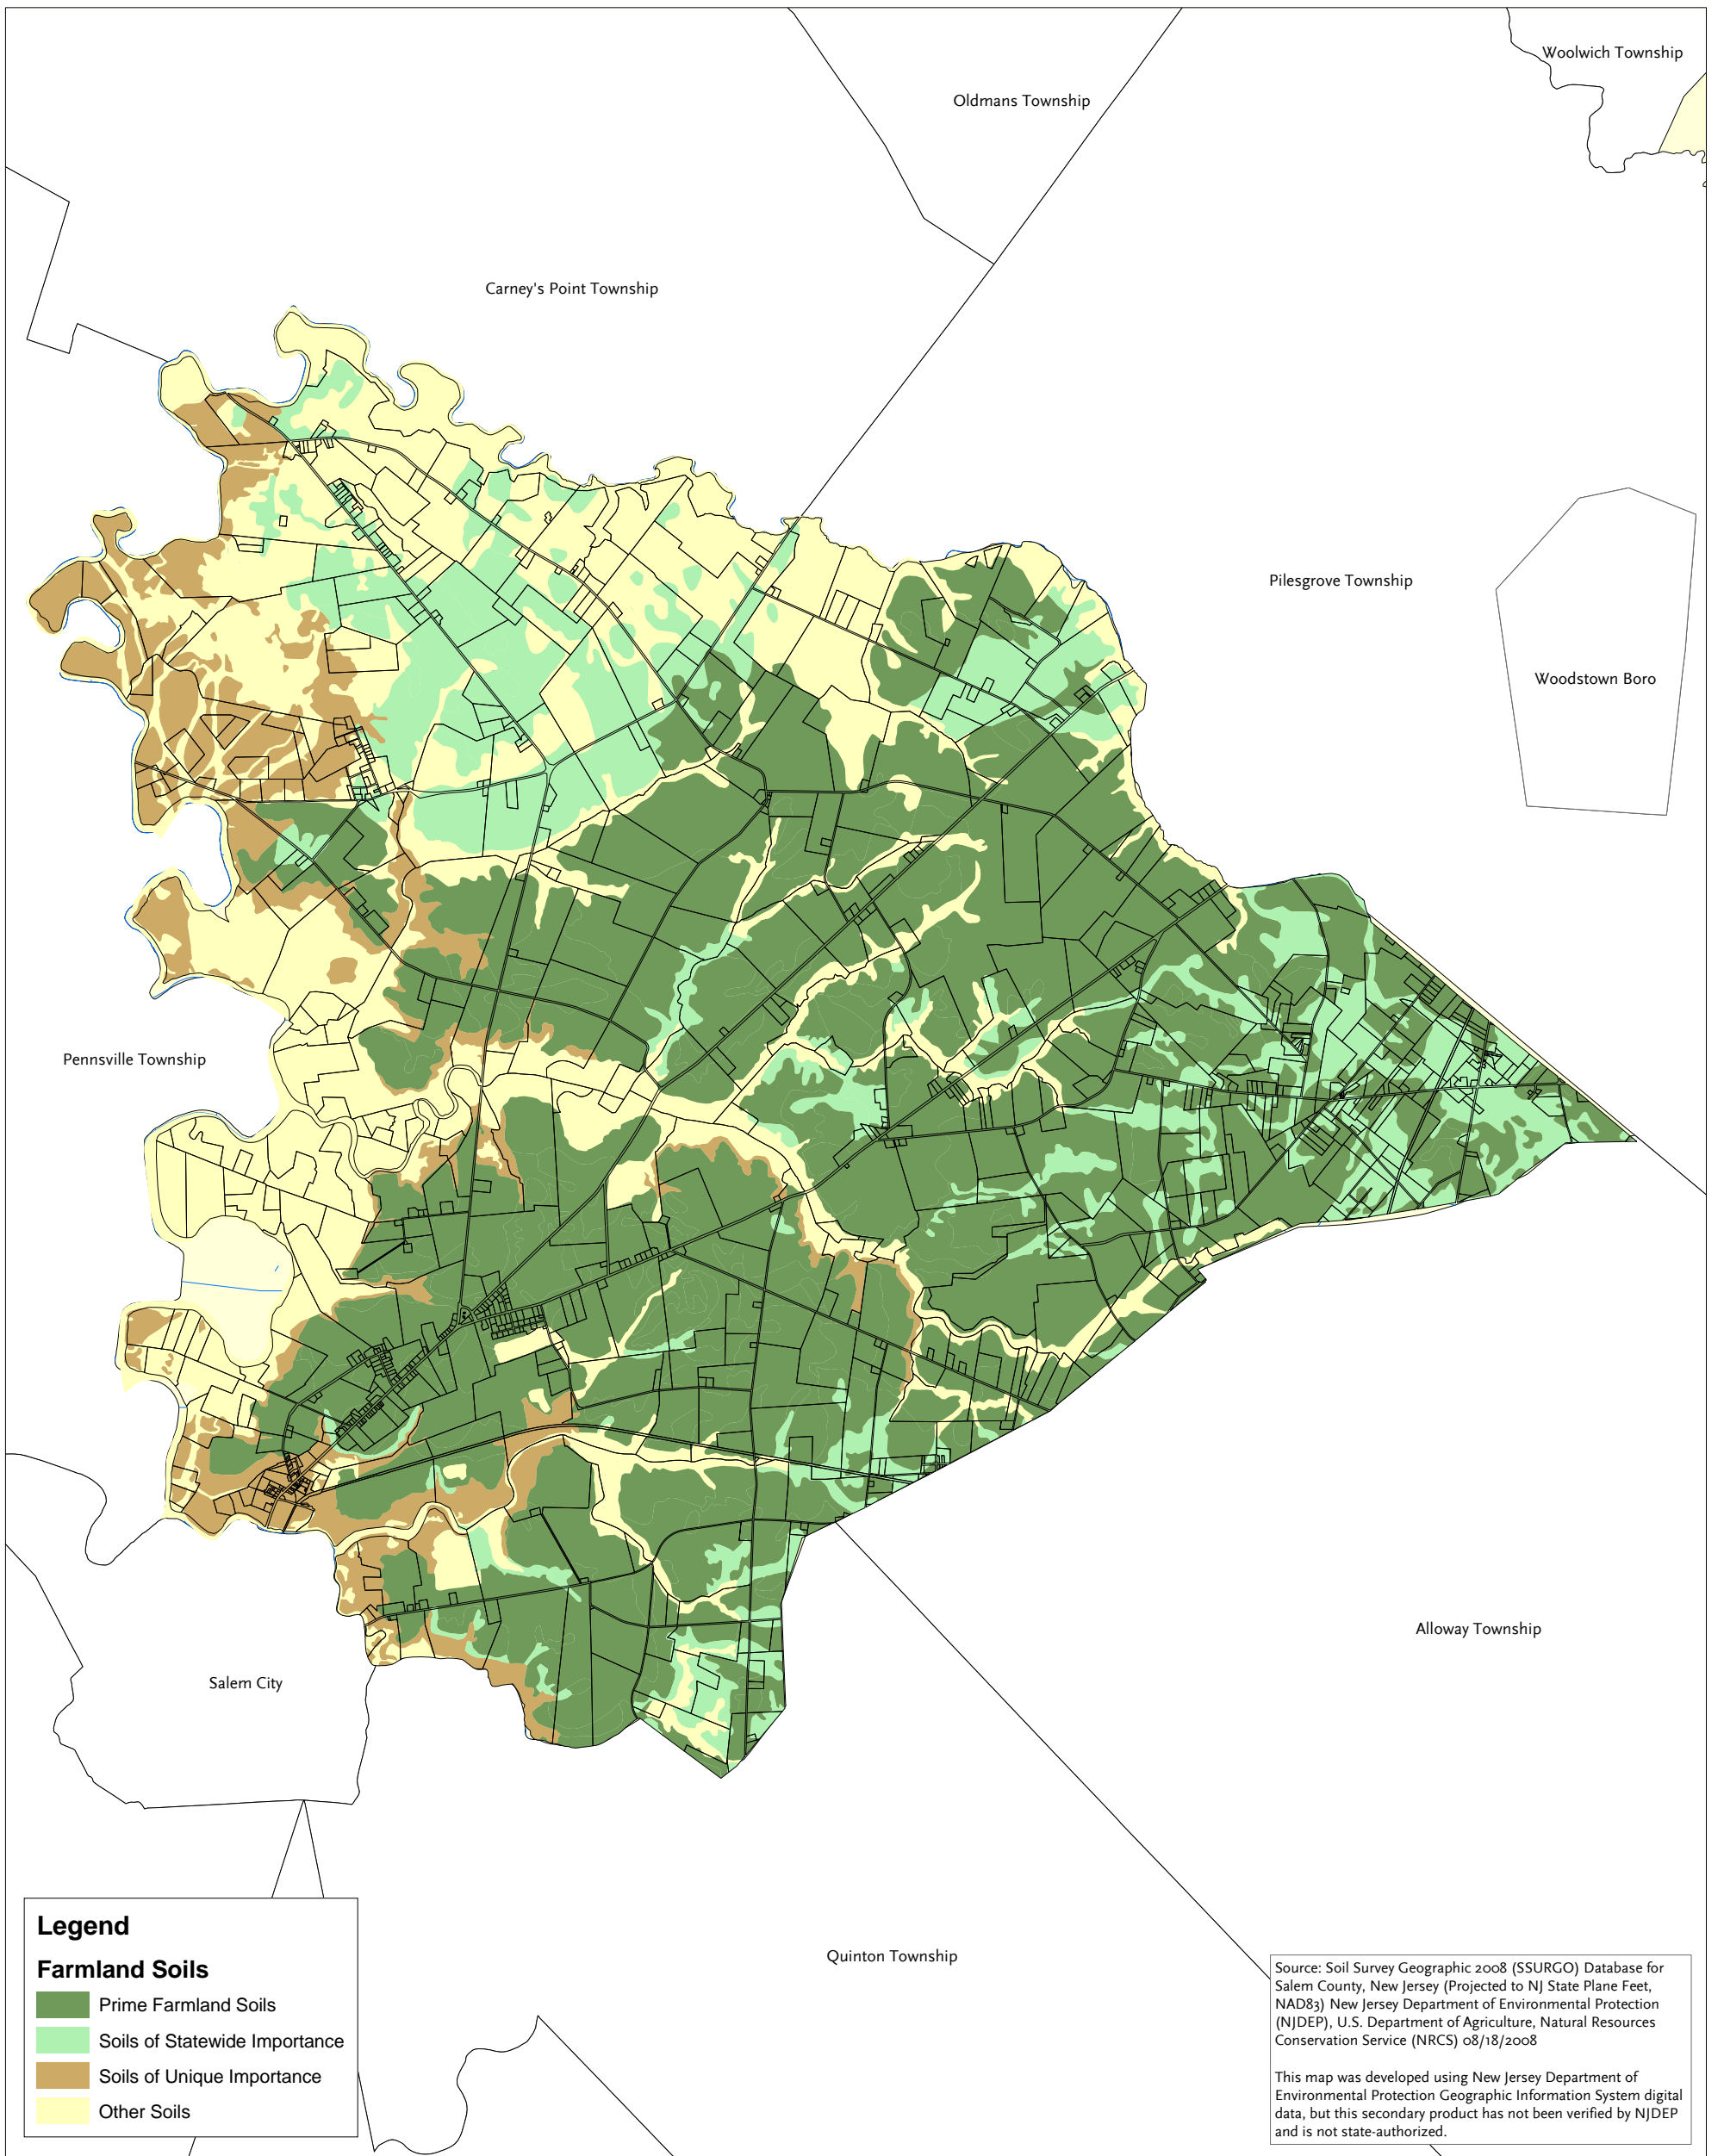 Woolwich Township
Oldmans Township
Carney's Point Township
Pilesgrove Township
Woodstown Boro
Pennsville Township
Alloway Township
Salem City
Quinton Township
Legend
Farmland Soils
Prime Farmland Soils
Soils of Statewide Importance
Soils of Unique Importance
Other Soils
Source: Soil Survey Geographic 2008 (SSURGO) Database for
Salem County, New Jersey (Projected to NJ State Plane Feet,
NAD83) New Jersey Department of Environmental Protection
(NJDEP), U.S. Department of Agriculture, Natural Resources
Conservation Service (NRCS) 08/18/2008
This map was developed using New Jersey Department of
Environmental Protection Geographic Information System digital
data, but this secondary product has not been verified by NJDEP
and is not state-authorized.